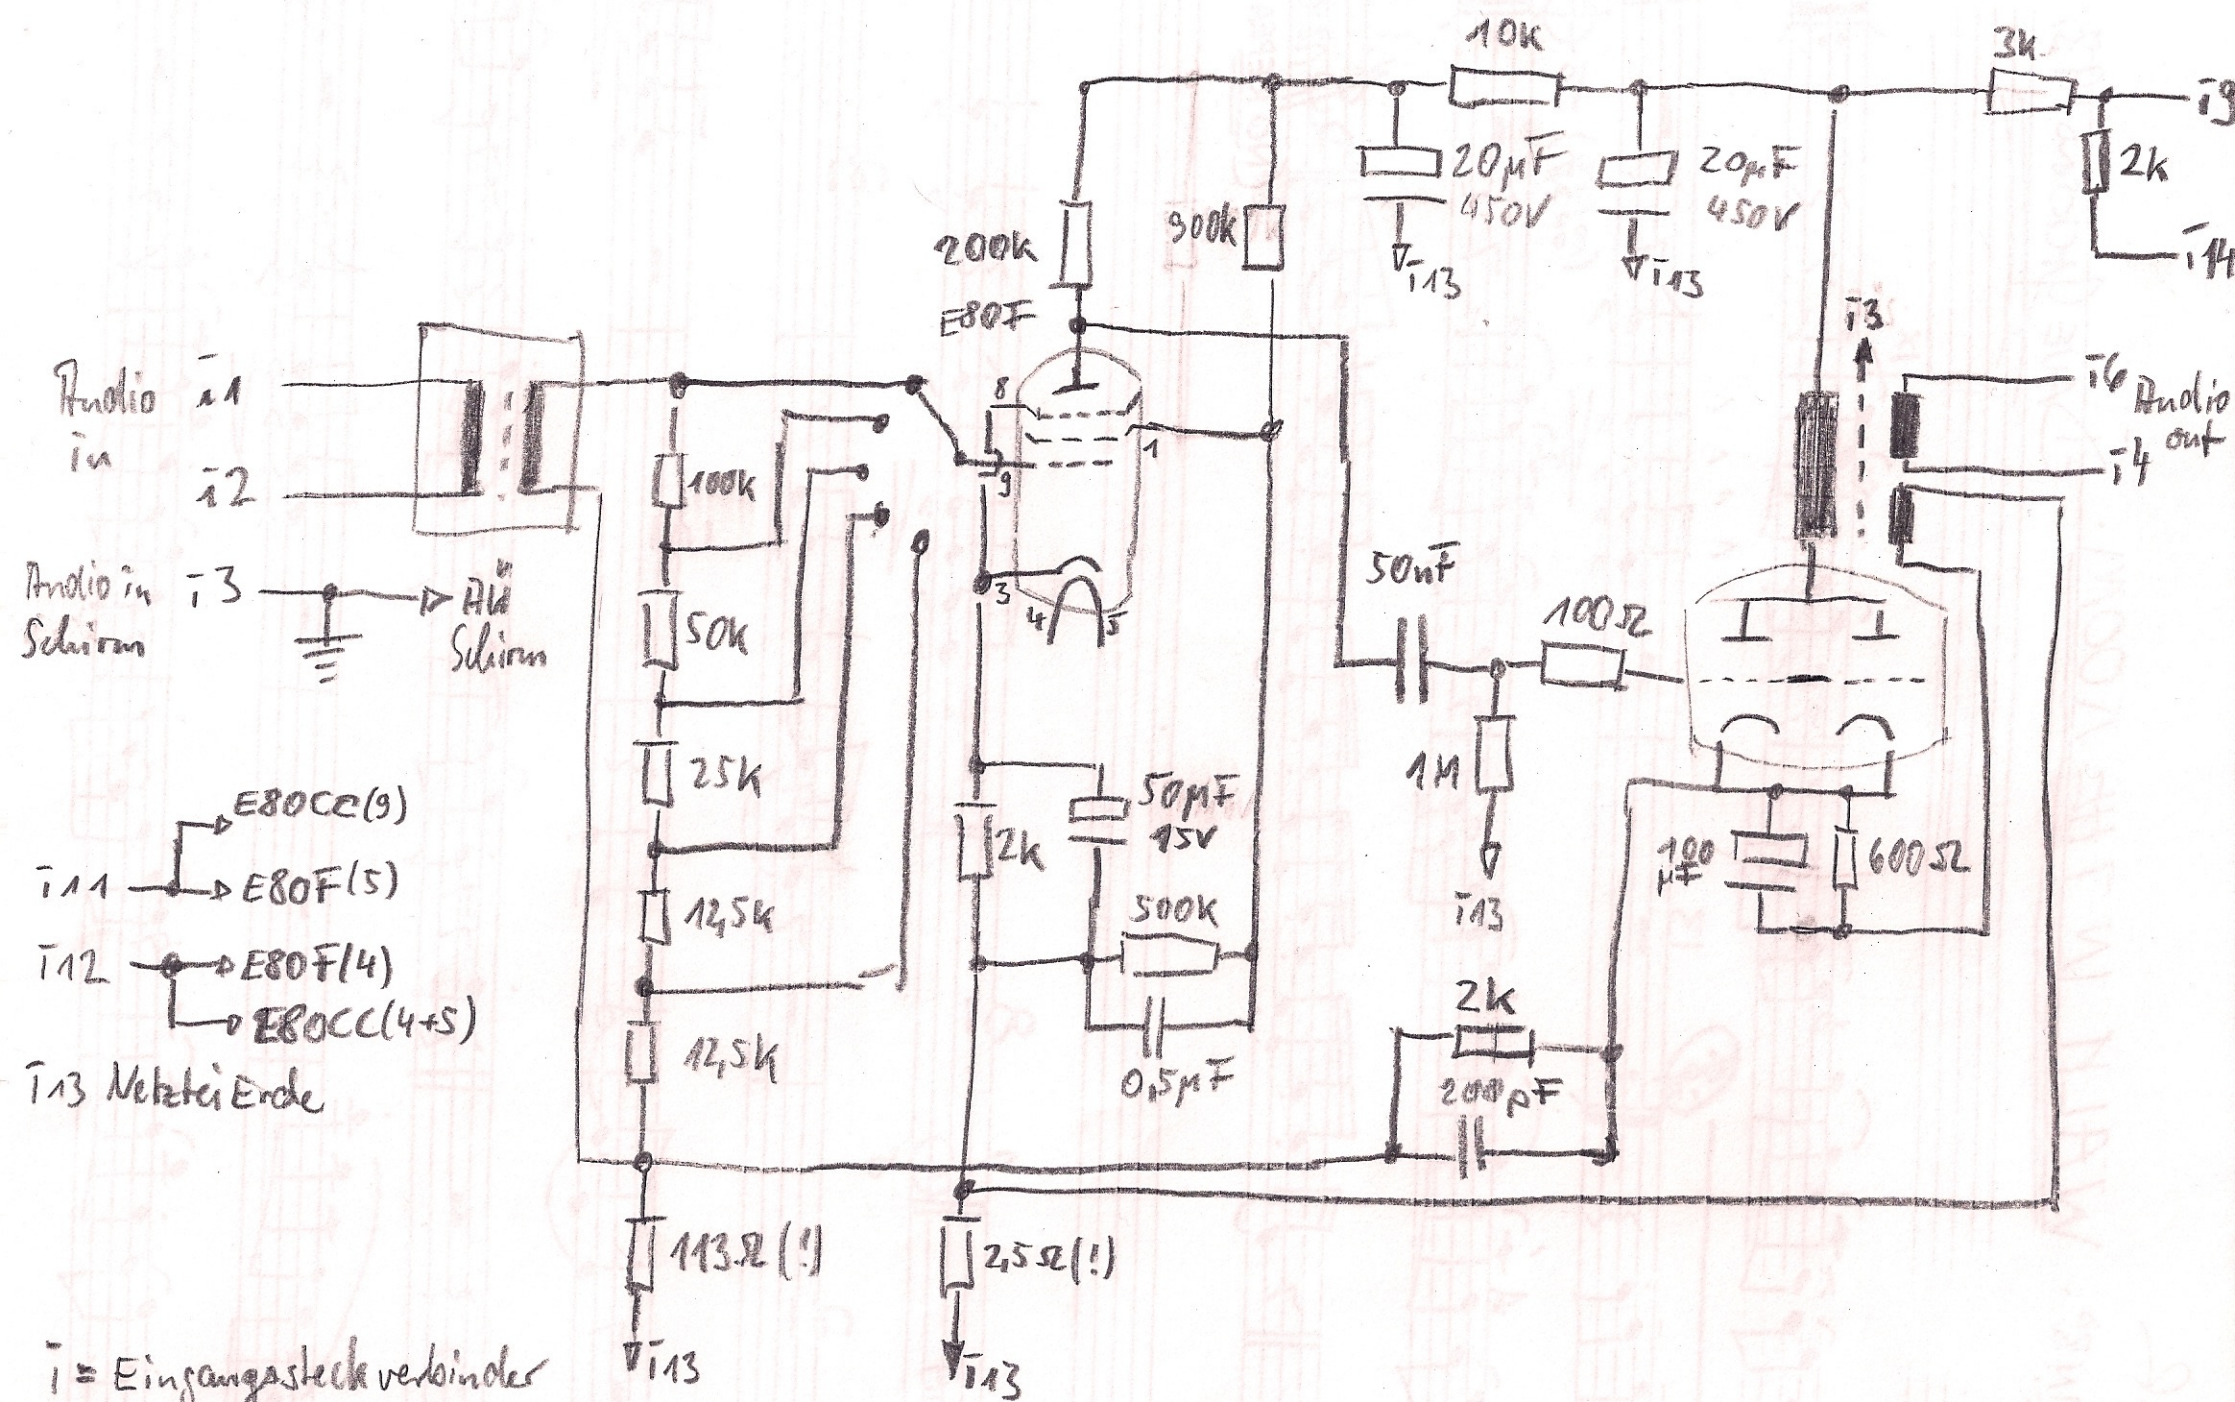 10k
3k
i9
20µF
450V
20µF
450V
2k
i14
200k
900k
i13
i13
E80F
i3
Audio
in
i1
i2
8
1
9
i6
Audio
out
i4
100k
50nF
100Ω
Audio in
Schirm
i3
AÜ
Schirm
3
4
5
50k
25k
1M
i13
50µF
15V
2k
100
µF
600Ω
E80CC(9)
i11
E80F(5)
i12
E80F(4)
E80CC(4+5)
i13 NetzteiErde
12,5k
500k
0,5µF
12,5k
2k
200pF
113Ω(!)
2,5Ω(!)
i13
i13
i = Eingangssteckverbinder